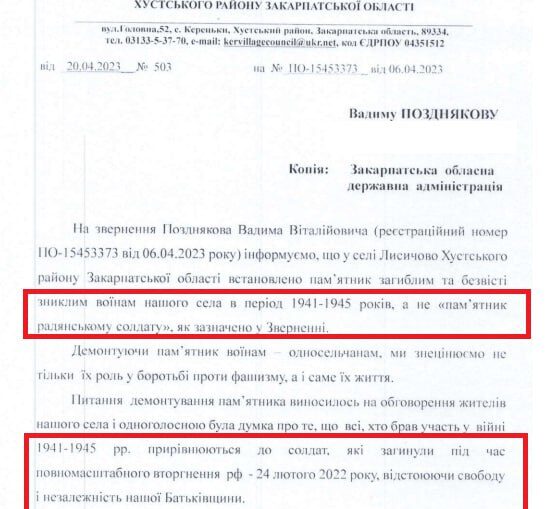 ХУСТСЬКОГО РАЙОНУ ЗАКАРПАТСЬКОЇ ОБЛАСТІ
вул.Головна,52, с. Кереньки, Хустський район, Закарпатська область, 89334,
тел. 03133-5-37-70, e-mail: kervillagecouncil@ukr.net, код ЄДРПОУ 04351512
від 20.04.2023 № 503 на № ПО-15453373 від 06.04.2023
Вадиму ПОЗДНЯКОВУ
Копія: Закарпатська обласна
державна адміністрація
На звернення Позднякова Вадима Віталійовича (реєстраційний номер
ПО-15453373 від 06.04.2023 року) інформуємо, що у селі Лисичово Хустського
району Закарпатської області встановлено пам’ятник загиблим та безвісті
зниклим воїнам нашого села в період 1941-1945 років, а не «пам’ятник
радянському солдату», як зазначено у Зверненні.
Демонтуючи пам’ятник воїнам – односельчанам, ми знецінюємо не
тільки їх роль у боротьбі проти фашизму, а і саме їх життя.
Питання демонтування пам’ятника виносилось на обговорення жителів
нашого села і одноголосною була думка про те, що всі, хто брав участь у війні
1941-1945 рр. прирівнюються до солдат, які загинули під час
повномасштабного вторгнення рф - 24 лютого 2022 року, відстоюючи свободу
і незалежність нашої Батьківщини.